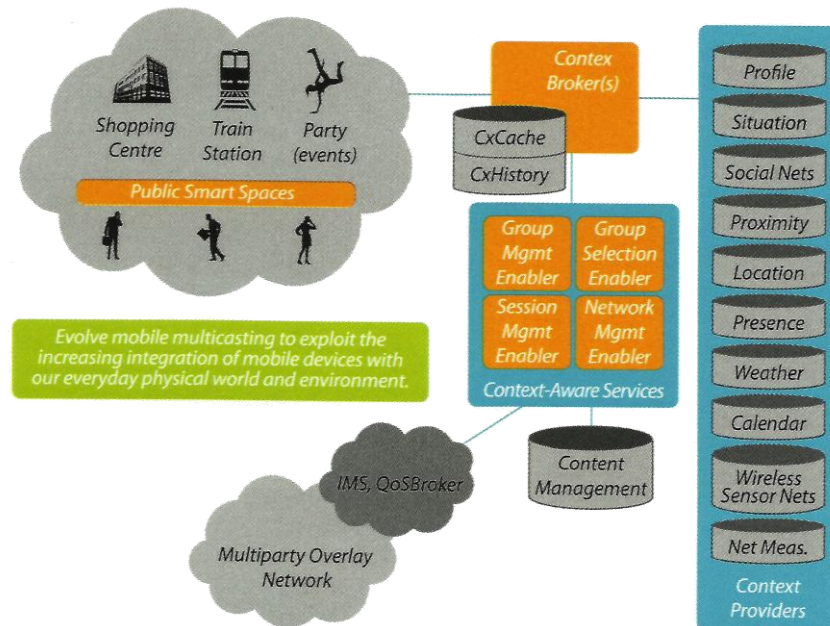 Shopping
Centre
Train
Station
Party
(events)
Public Smart Spaces
Contex
Broker(s)
CxCache
CxHistory
Group
Mgmt
Enabler
Group
Selection
Enabler
Session
Mgmt
Enabler
Network
Mgmt
Enabler
Context-Aware Services
Evolve mobile multicasting to exploit the
increasing integration of mobile devices with
our everyday physical world and environment.
IMS, QoSBroker
Multiparty Overlay
Network
Content
Management
Profile
Situation
Social Nets
Proximity
Location
Presence
Weather
Calendar
Wireless
Sensor Nets
Net Meas.
Context
Providers